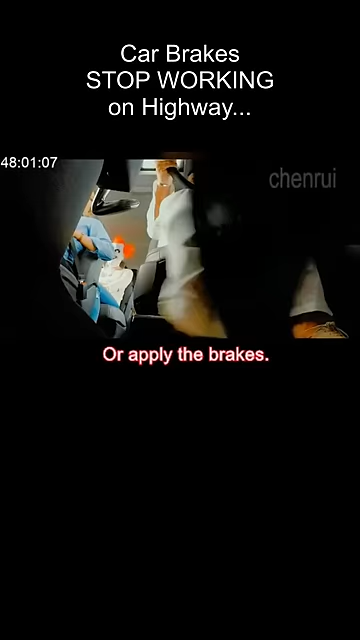 Car Brakes
STOP WORKING
on Highway...
48:01:07
chenrui
Or apply the brakes.